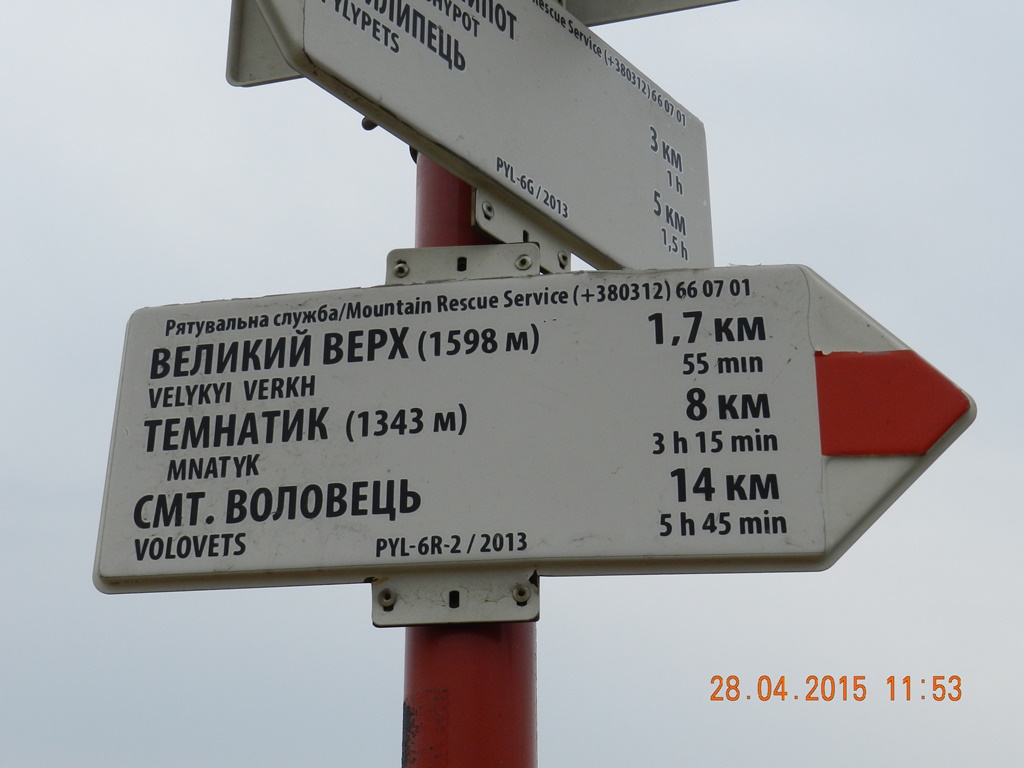 PYLYPETS
Rescue Service (+380312) 66 07 01
3 км
1 h
5 км
1,5 h
PYL-6G / 2013
Рятувальна служба/Mountain Rescue Service (+380312) 66 07 01
ВЕЛИКИЙ ВЕРХ (1598 м) 1,7 км
VELYKYI VERKH 55 min
ТЕМНАТИК (1343 м) 8 км
MNATYK 3 h 15 min
СМТ. ВОЛОВЕЦЬ 14 км
VOLOVETS PYL-6R-2 / 2013 5 h 45 min
28.04.2015 11:53